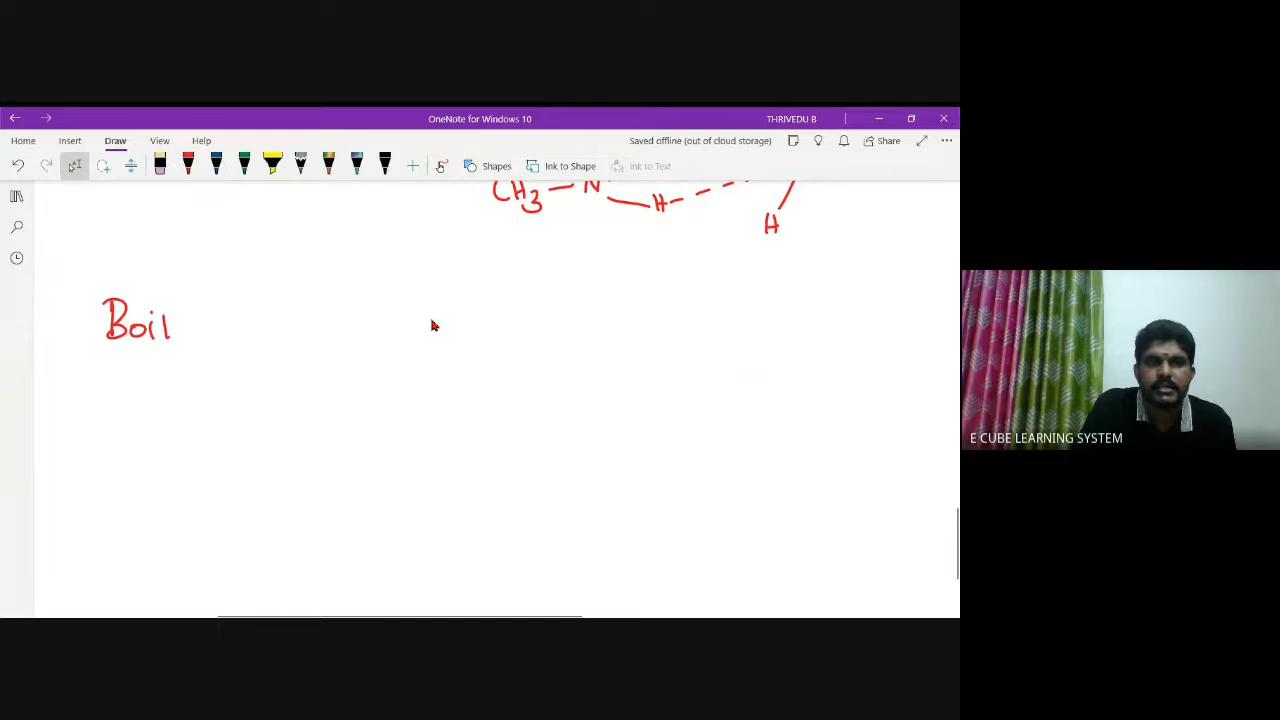 OneNote for Windows 10
THRIVEDU B
Home
Insert
Draw
View
Help
Saved offline (out of cloud storage)
Share
Shapes
Ink to Shape
Ink to Text
CH3 — N — H
H
Boil
E CUBE LEARNING SYSTEM